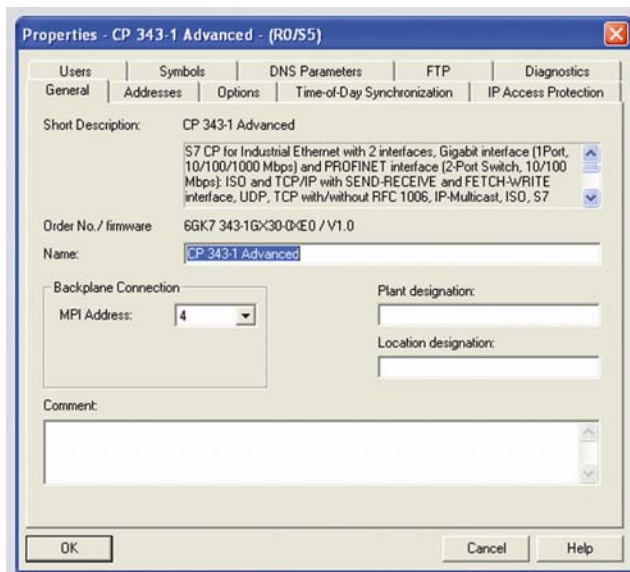 Properties - CP 343-1 Advanced - (R0/S5)
Users Symbols DNS Parameters FTP Diagnostics
General Addresses Options Time-of-Day Synchronization IP Access Protection
Short Description: CP 343-1 Advanced
S7 CP for Industrial Ethernet with 2 interfaces, Gigabit interface (1Port,
10/100/1000 Mbps) and PROFINET interface (2-Port Switch, 10/100
Mbps): ISO and TCP/IP with SEND-RECEIVE and FETCH-WRITE
interface, UDP, TCP with/without RFC 1006, IP-Multicast, ISO, S7
Order No./ firmware 6GK7 343-1GX30-0XE0 / V1.0
Name: CP 343-1 Advanced
Backplane Connection
MPI Address: 4
Plant designation:
Location designation:
Comment:
OK Cancel Help